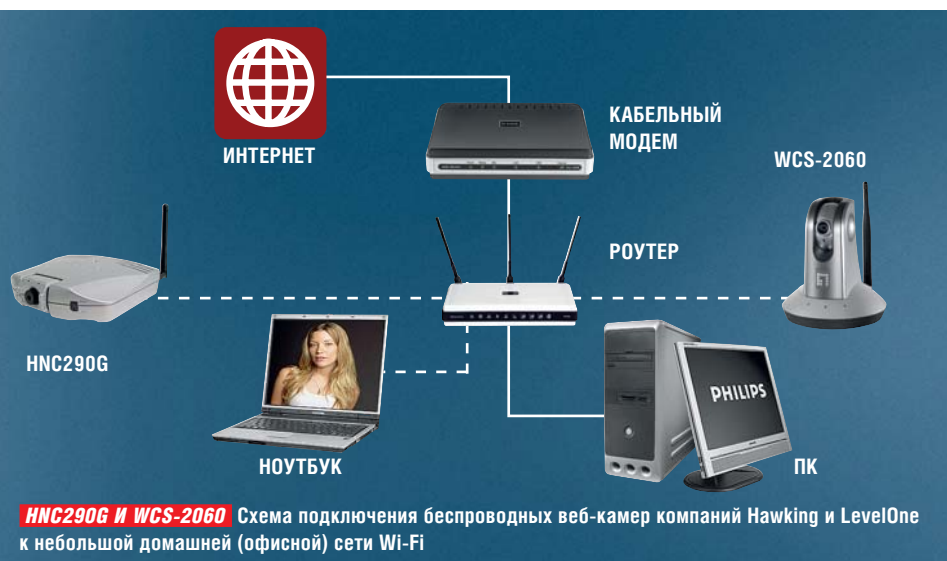 ИНТЕРНЕТ
КАБЕЛЬНЫЙ
МОДЕМ
WCS-2060
РОУТЕР
HNC290G
PHILIPS
НОУТБУК
ПК
HNC290G И WCS-2060 Схема подключения беспроводных веб-камер компаний Hawking и LevelOne
к небольшой домашней (офисной) сети Wi-Fi